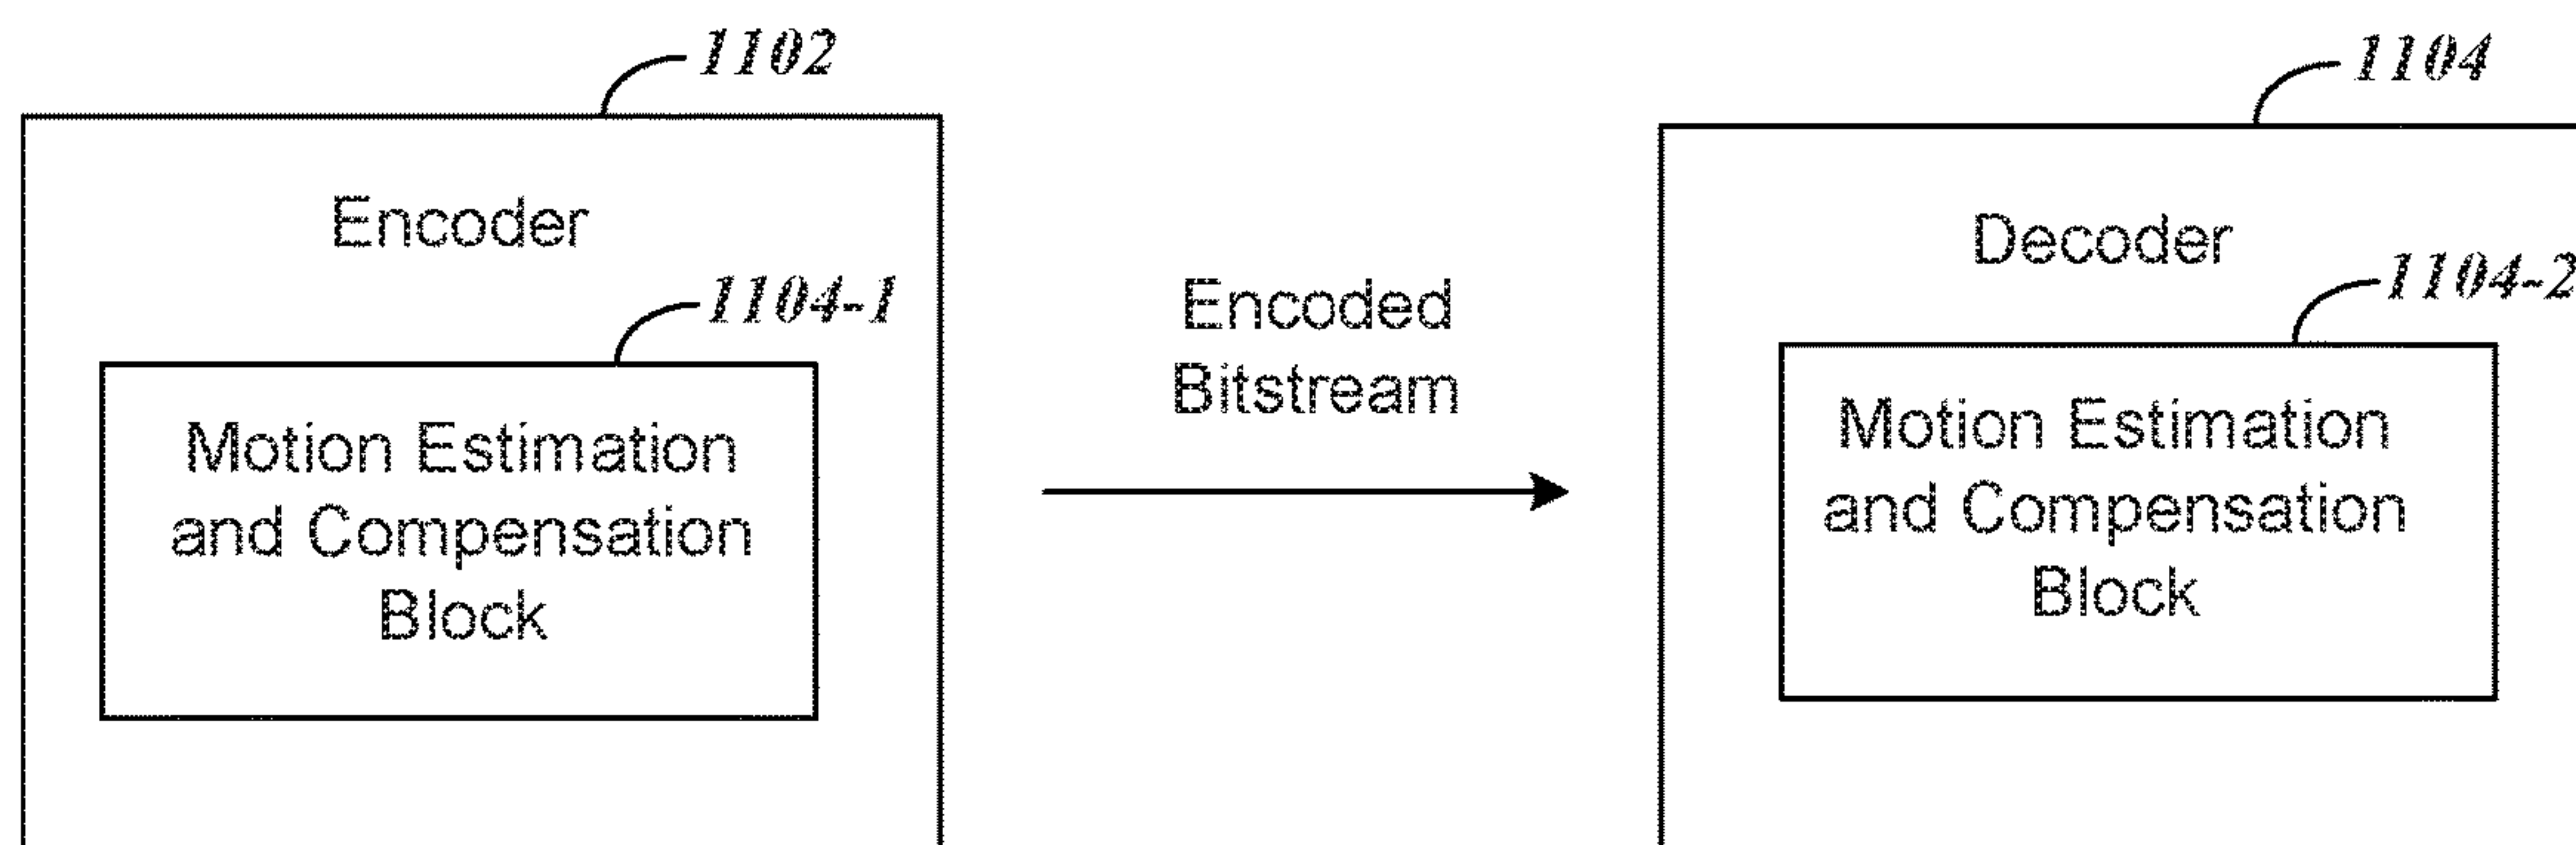 1102
Encoder
1104-1
Motion Estimation
and Compensation
Block
Encoded
Bitstream
1104
Decoder
1104-2
Motion Estimation
and Compensation
Block